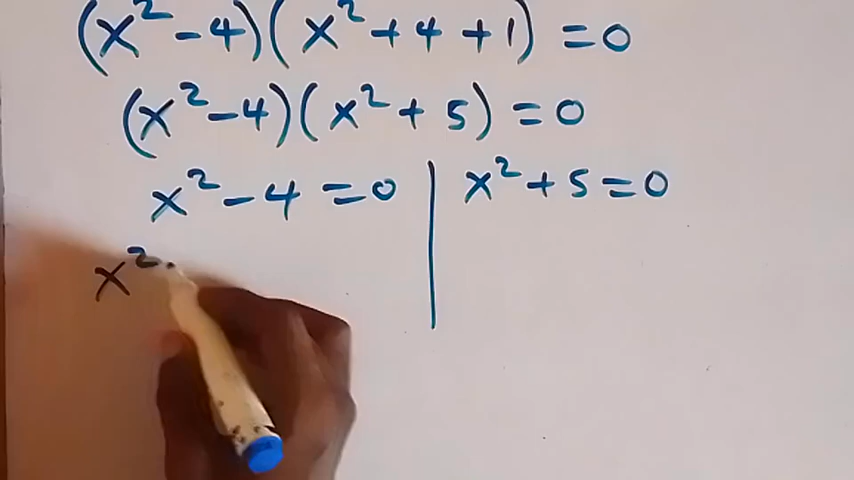 (x² - 4)(x² + 4 + 1) = 0
(x² - 4)(x² + 5) = 0
x² - 4 = 0 | x² + 5 = 0
x²